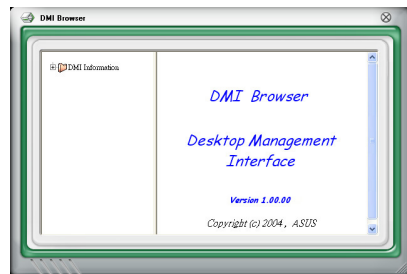 DMI Browser
DMI Information
DMI Browser
Desktop Management
Interface
Version 1.00.00
Copyright (c) 2004, ASUS